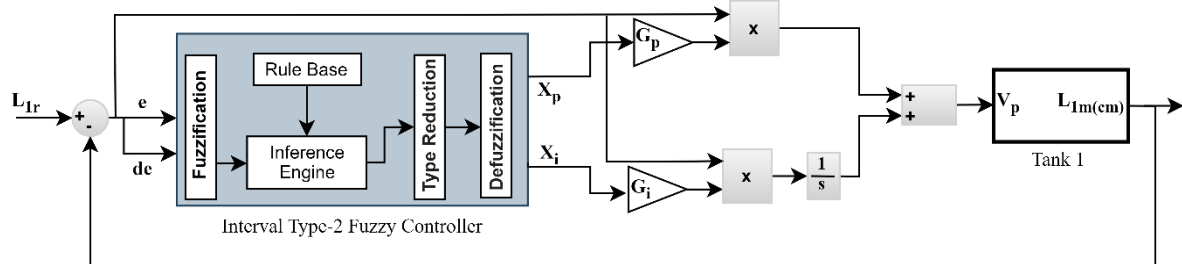 L1r
+
-
e
de
Fuzzification
Rule Base
Inference
Engine
Type Reduction
Defuzzification
Xp
Xi
Gp
Gi
x
x
1
s
+
+
Vp
L1m(cm)
Tank 1
Interval Type-2 Fuzzy Controller